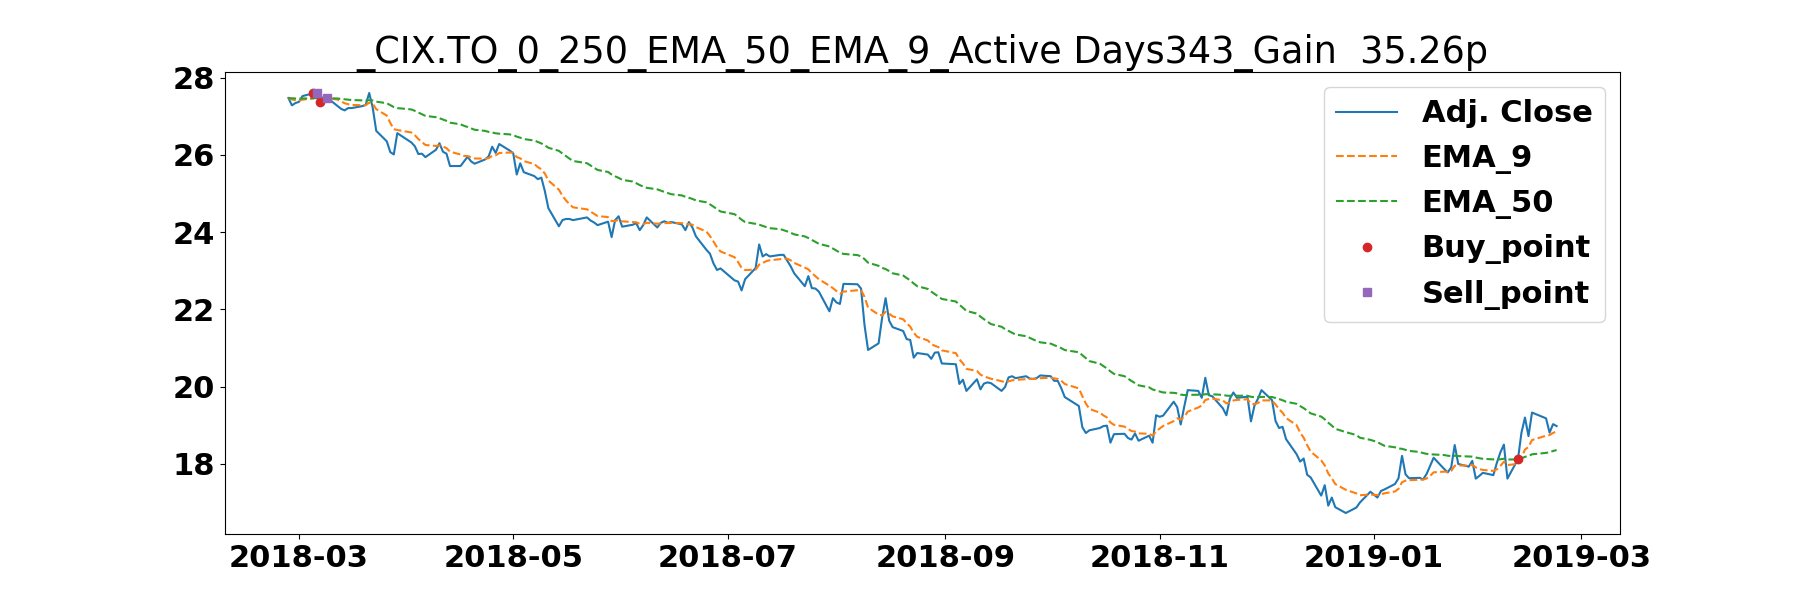 _CIX.TO_0_250_EMA_50_EMA_9_Active Days343_Gain  35.26p
28
26
24
22
20
18
Adj. Close
EMA_9
EMA_50
Buy_point
Sell_point
2018-03 2018-05 2018-07 2018-09 2018-11 2019-01 2019-03